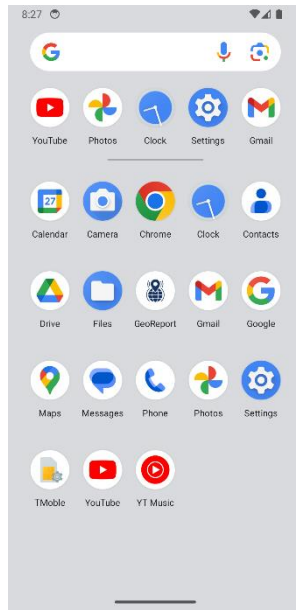 8:27
YouTube Photos Clock Settings Gmail
27
Calendar Camera Chrome Clock Contacts
Drive Files GeoReport Gmail Google
Maps Messages Phone Photos Settings
TMoble YouTube YT Music